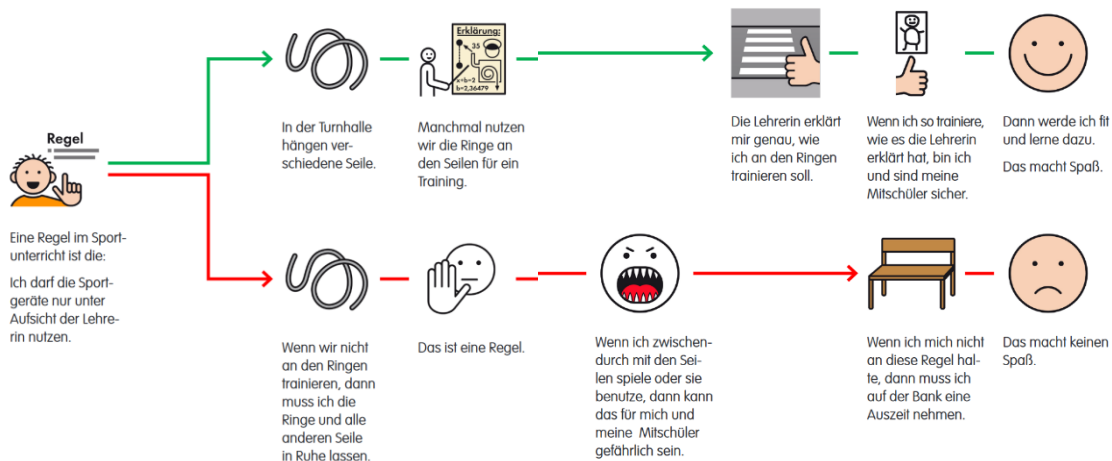 Regel
Eine Regel im Sport-
unterricht ist die:
Ich darf die Sport-
geräte nur unter
Aufsicht der Lehre-
rin nutzen.
In der Turnhalle
hängen ver-
schiedene Seile.
Erklärung:
35
x=b=2
b=2,36479
Manchmal nutzen
wir die Ringe an
den Seilen für ein
Training.
Die Lehrerin erklärt
mir genau, wie
ich an den Ringen
trainieren soll.
Wenn ich so trainiere,
wie es die Lehrerin
erklärt hat, bin ich
und sind meine
Mitschüler sicher.
Dann werde ich fit
und lerne dazu.
Das macht Spaß.
Wenn wir nicht
an den Ringen
trainieren, dann
muss ich die
Ringe und alle
anderen Seile
in Ruhe lassen.
Das ist eine Regel.
Wenn ich zwischen-
durch mit den Sei-
len spiele oder sie
benutze, dann kann
das für mich und
meine Mitschüler
gefährlich sein.
Wenn ich mich nicht
an diese Regel hal-
te, dann muss ich
auf der Bank eine
Auszeit nehmen.
Das macht keinen
Spaß.